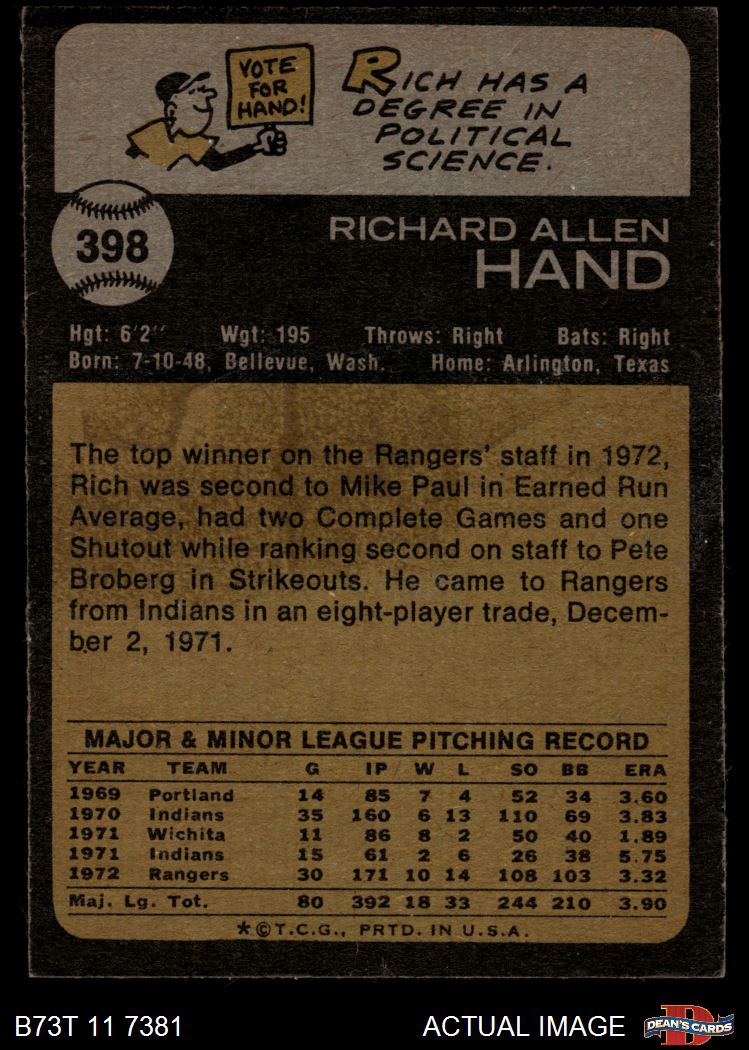 VOTE
FOR
HAND!
RICH HAS A
DEGREE IN
POLITICAL
SCIENCE.
398
RICHARD ALLEN
HAND
Hgt: 6'2" Wgt: 195 Throws: Right Bats: Right
Born: 7-10-48, Bellevue, Wash. Home: Arlington, Texas
The top winner on the Rangers' staff in 1972,
Rich was second to Mike Paul in Earned Run
Average, had two Complete Games and one
Shutout while ranking second on staff to Pete
Broberg in Strikeouts. He came to Rangers
from Indians in an eight-player trade, Decem-
ber 2, 1971.
MAJOR & MINOR LEAGUE PITCHING RECORD
YEAR TEAM G IP W L SO BB ERA
1969 Portland 14 85 7 4 52 34 3.60
1970 Indians 35 160 6 13 110 69 3.83
1971 Wichita 11 86 8 2 50 40 1.89
1971 Indians 15 61 2 6 26 38 5.75
1972 Rangers 30 171 10 14 108 103 3.32
Maj. Lg. Tot. 80 392 18 33 244 210 3.90
*©T.C.G., PRTD. IN U.S.A.
B73T 11 7381 ACTUAL IMAGE DEAN'S CARDS